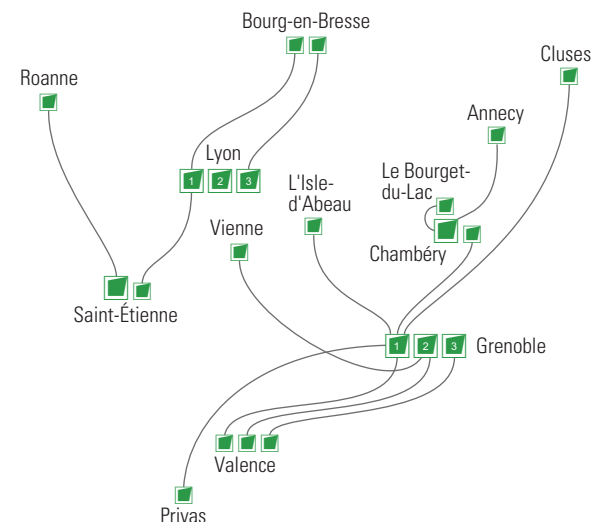 Bourg-en-Bresse
Cluses
Roanne
Annecy
Lyon
1 2 3
Le Bourget-
du-Lac
L'Isle-
d'Abeau
Vienne
Chambéry
Saint-Étienne
1 2 3 Grenoble
Valence
Privas